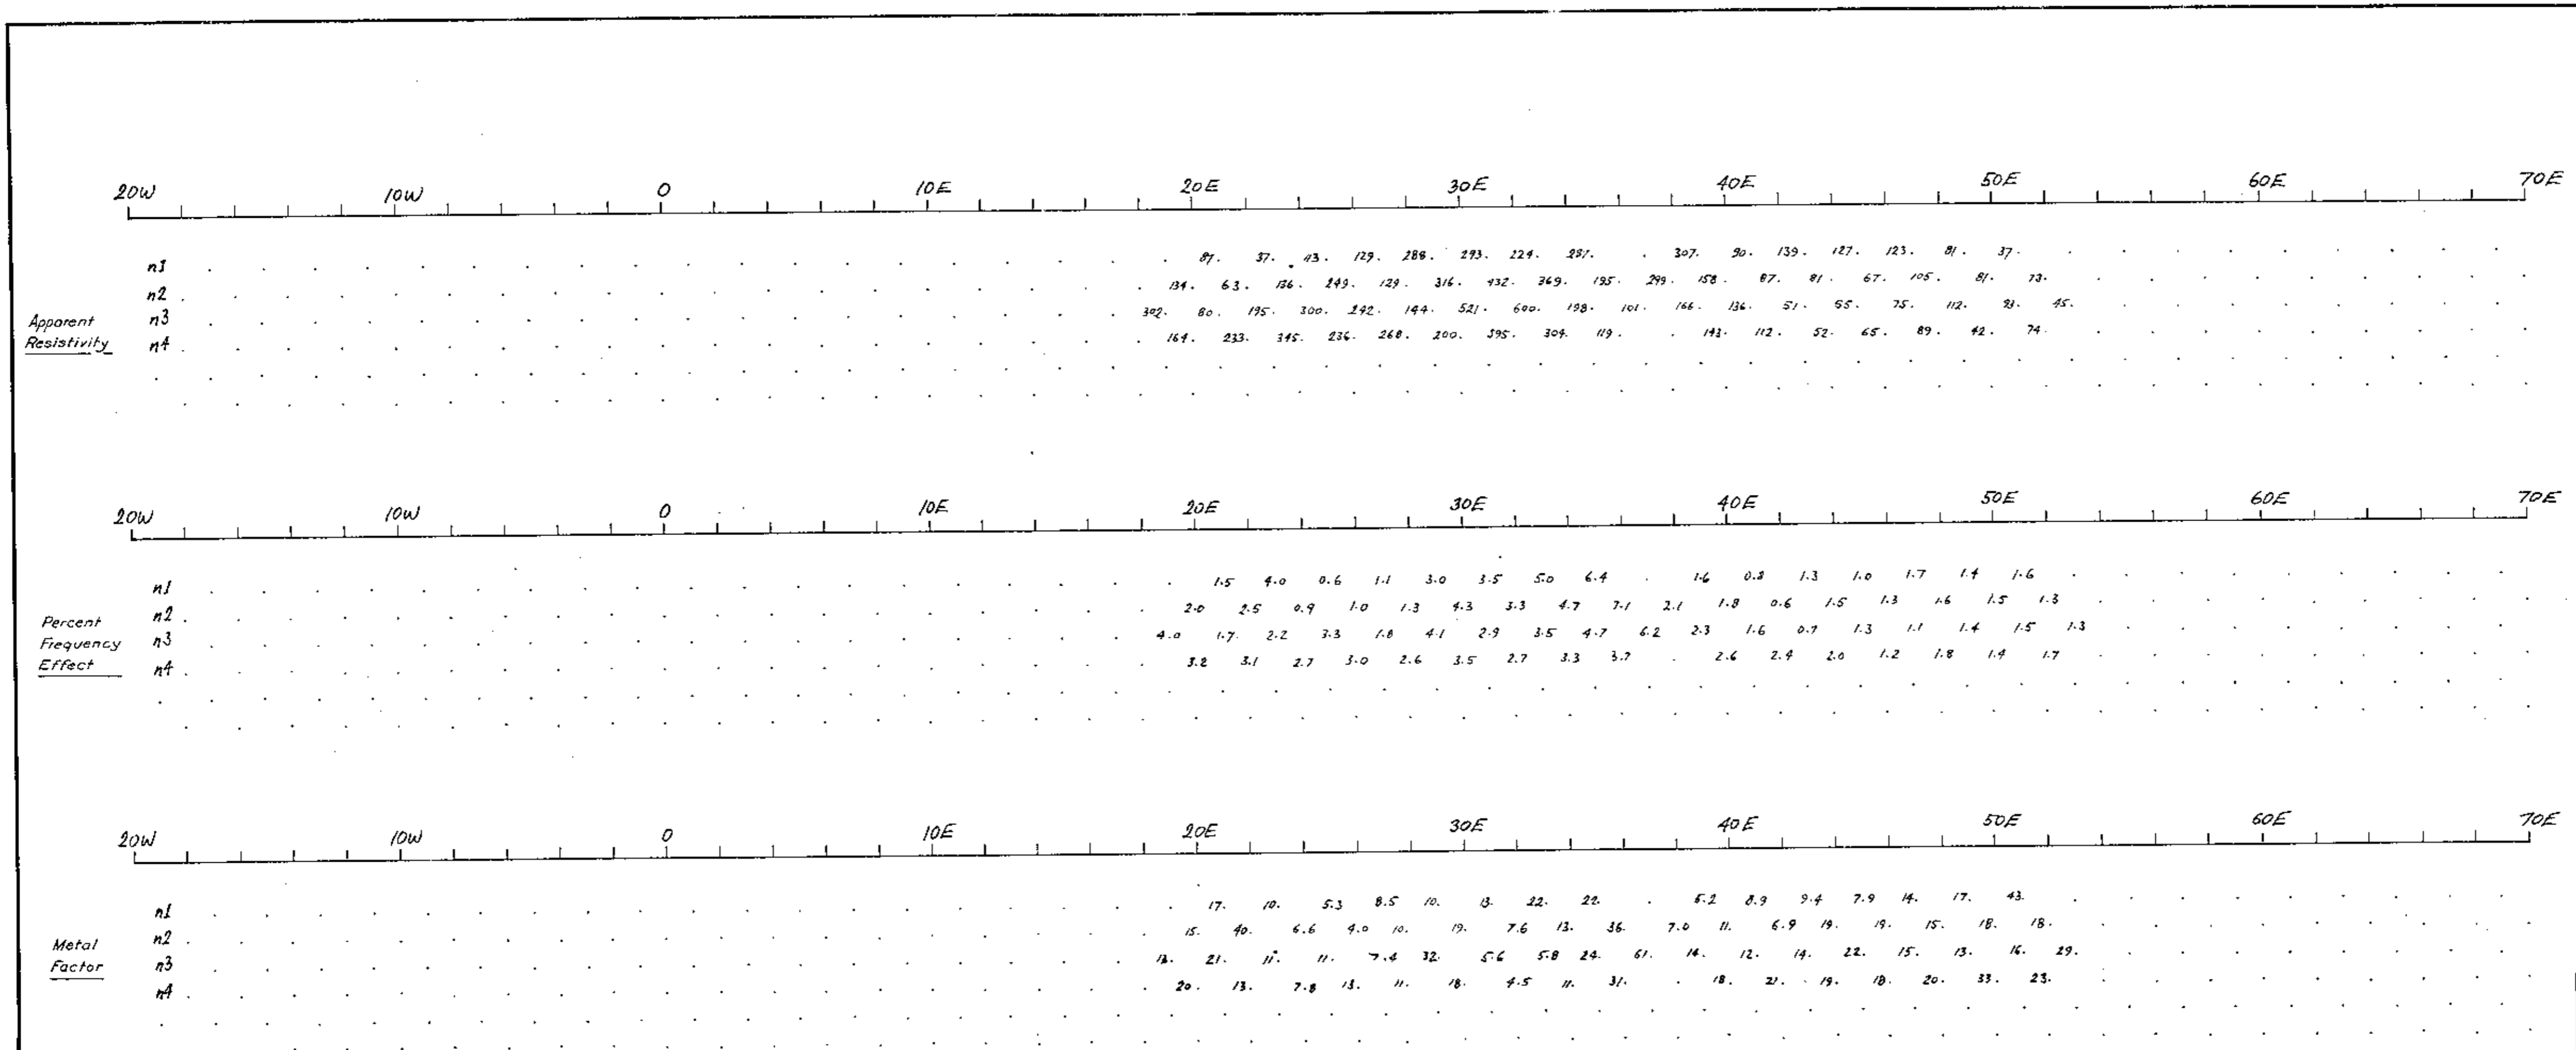 20W 10W 0 10E 20E 30E 40E 50E 60E 70E
n1 37. 43. 129. 288. 293. 224. 307. 90. 139. 127. 123. 81. 37.
n2 134. 63. 136. 249. 129. 316. 432. 369. 195. 299. 158. 87. 81. 67. 105. 81. 73.
Apparent n3 302. 80. 195. 300. 242. 144. 521. 600. 198. 101. 166. 136. 51. 55. 75. 112. 93. 45.
Resistivity n4 164. 233. 345. 236. 268. 200. 595. 304. 119. 143. 112. 52. 65. 89. 42. 74.
20W 10W 0 10E 20E 30E 40E 50E 60E 70E
n1 1.5 4.0 0.6 1.1 3.0 3.5 5.0 6.4 1.6 0.8 1.3 1.0 1.7 1.4 1.6
Percent n2 2.0 2.5 0.9 1.0 1.3 4.3 3.3 4.7 7.1 2.1 1.8 0.6 1.5 1.3 1.6 1.5 1.3
Frequency n3 4.0 1.7 2.2 3.3 1.8 4.1 2.9 3.5 4.7 6.2 2.3 1.6 0.7 1.3 1.1 1.4 1.5 1.3
Effect n4 3.2 3.1 2.7 3.0 2.6 3.5 2.7 3.3 3.7 2.6 2.4 2.0 1.2 1.8 1.4 1.7
20W 10W 0 10E 20E 30E 40E 50E 60E 70E
n1 17. 10. 5.3 8.5 10. 13. 22. 22. 5.2 8.9 9.4 7.9 14. 17. 43.
Metal n2 15. 40. 6.6 4.0 10. 19. 7.6 13. 36. 7.0 11. 6.9 19. 19. 15. 18. 18.
Factor n3 13. 21. 11. 11. 7.4 32. 5.6 5.8 24. 61. 14. 12. 14. 22. 15. 13. 16. 29.
n4 20. 13. 7.8 13. 11. 18. 4.5 11. 31. 18. 21. 19. 18. 20. 33. 23.